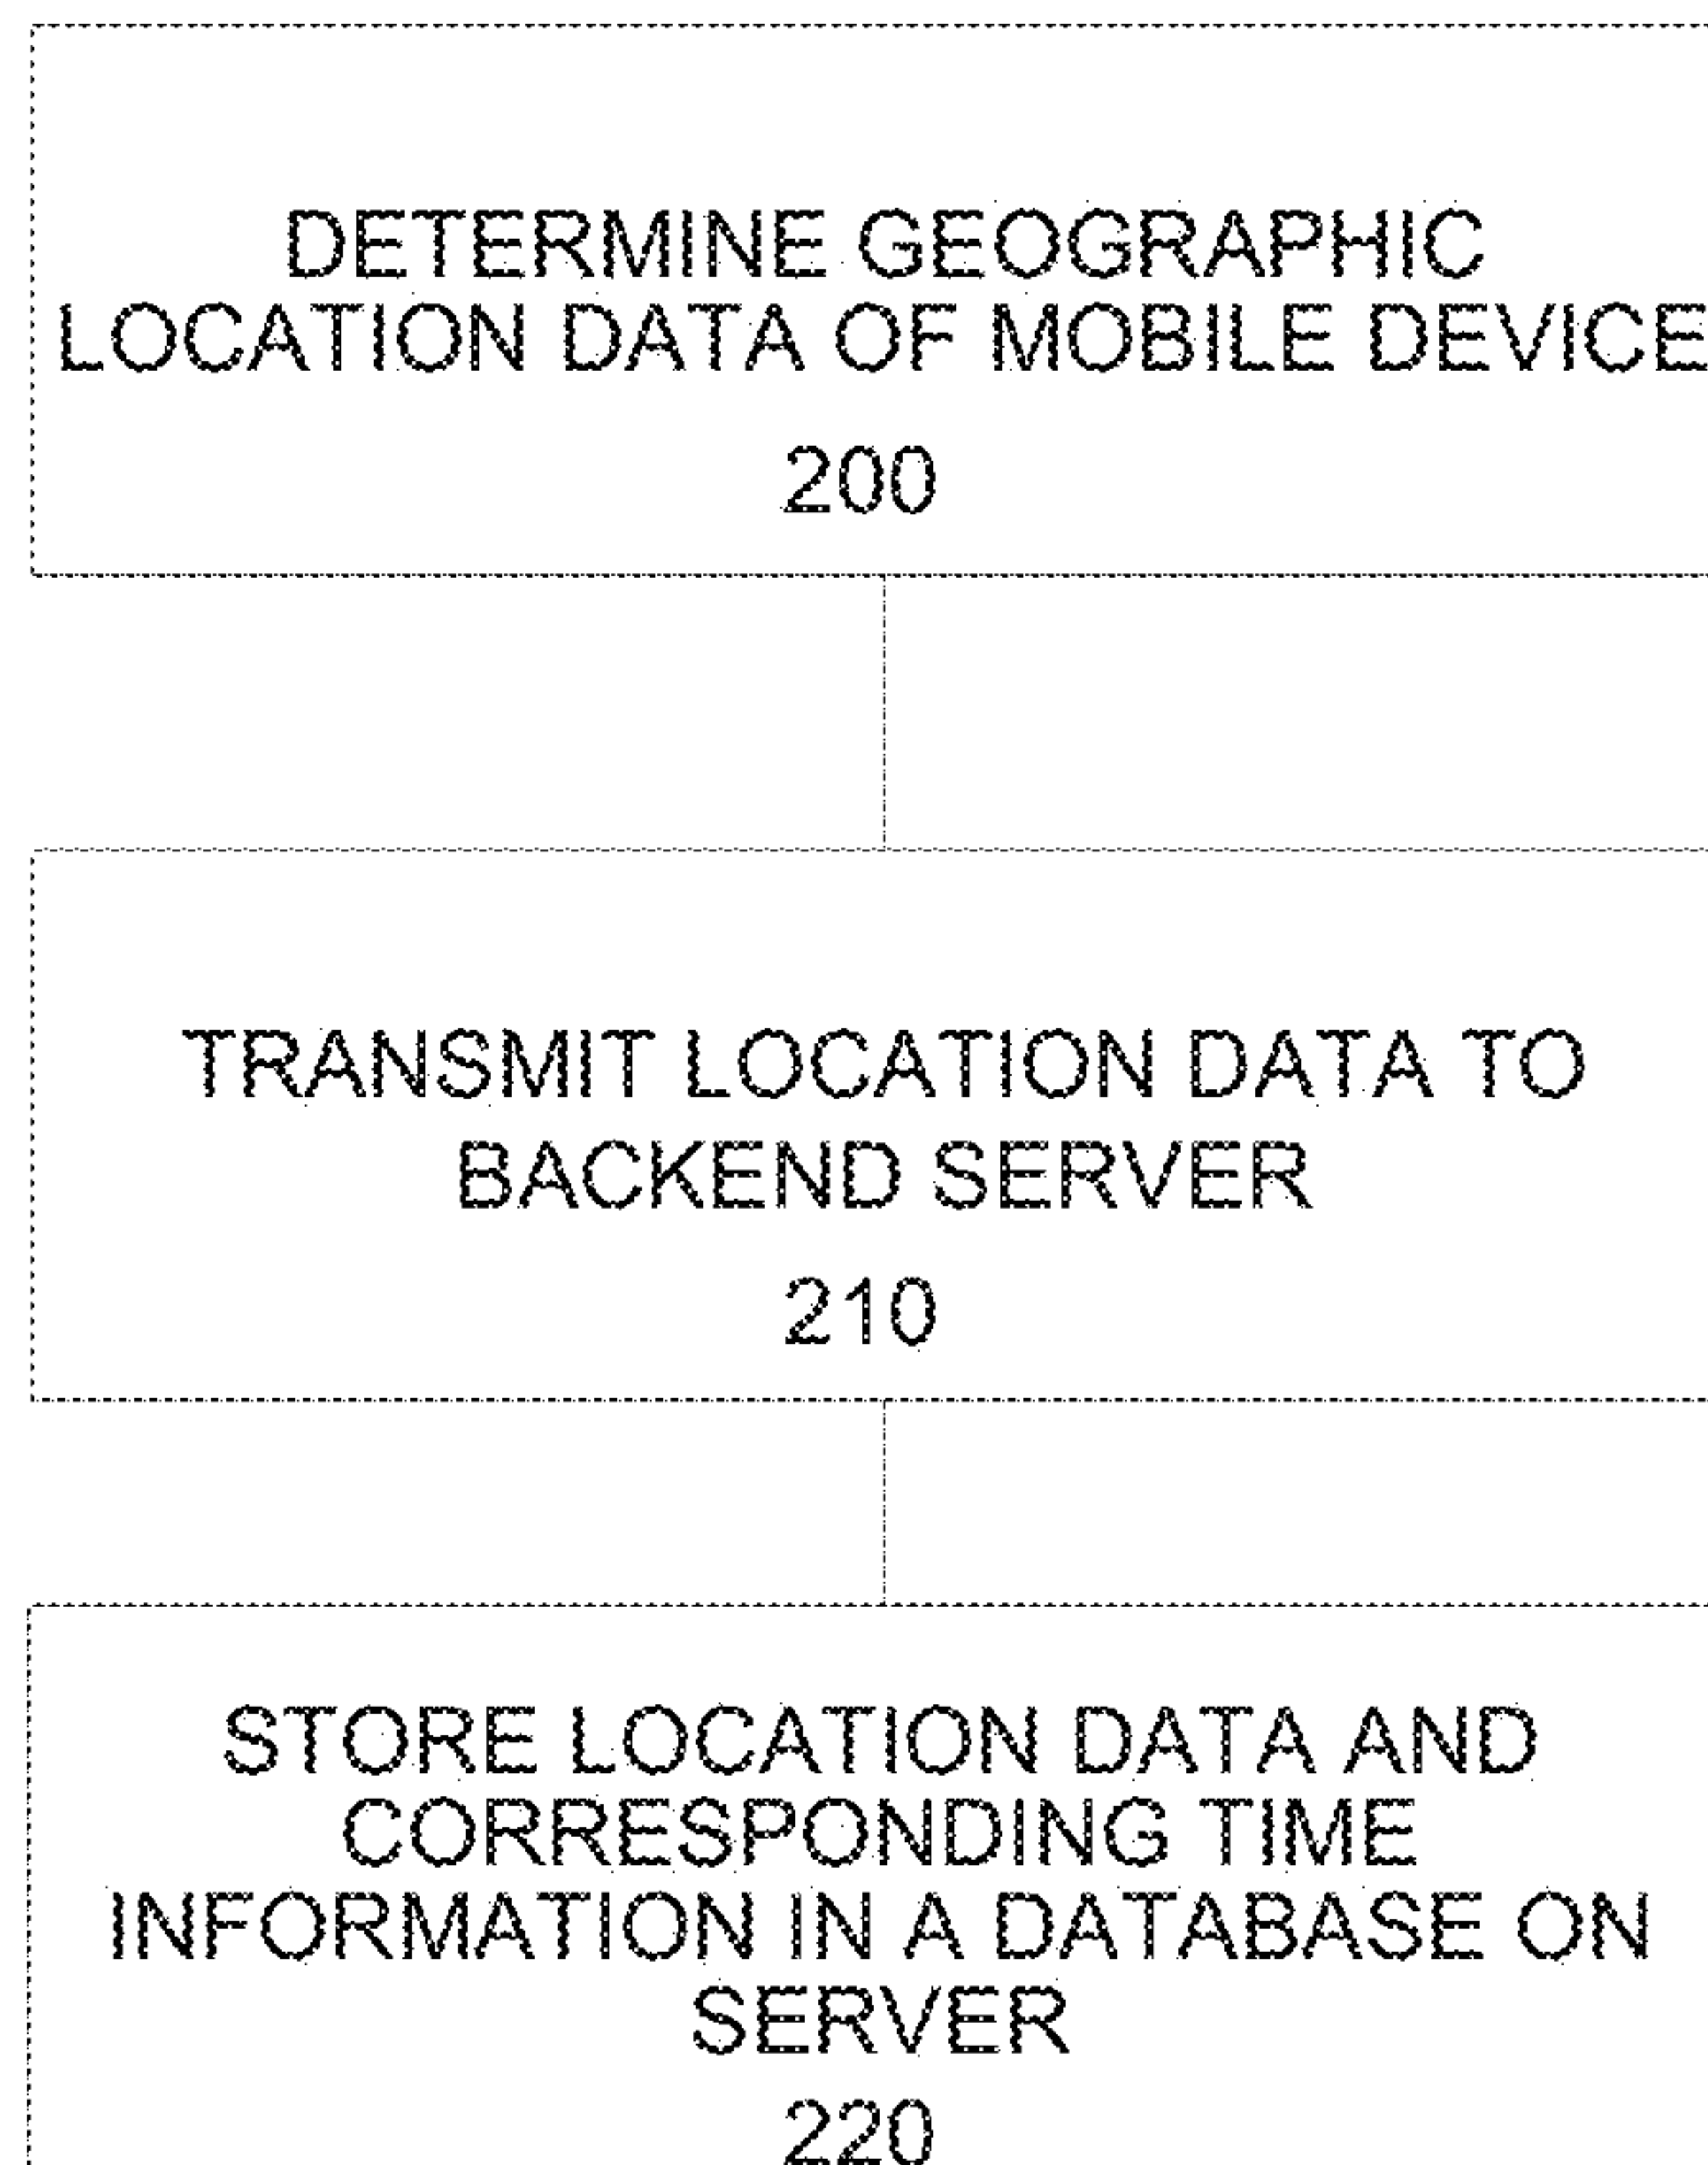 DETERMINE GEOGRAPHIC
LOCATION DATA OF MOBILE DEVICE
200
TRANSMIT LOCATION DATA TO
BACKEND SERVER
210
STORE LOCATION DATA AND
CORRESPONDING TIME
INFORMATION IN A DATABASE ON
SERVER
220